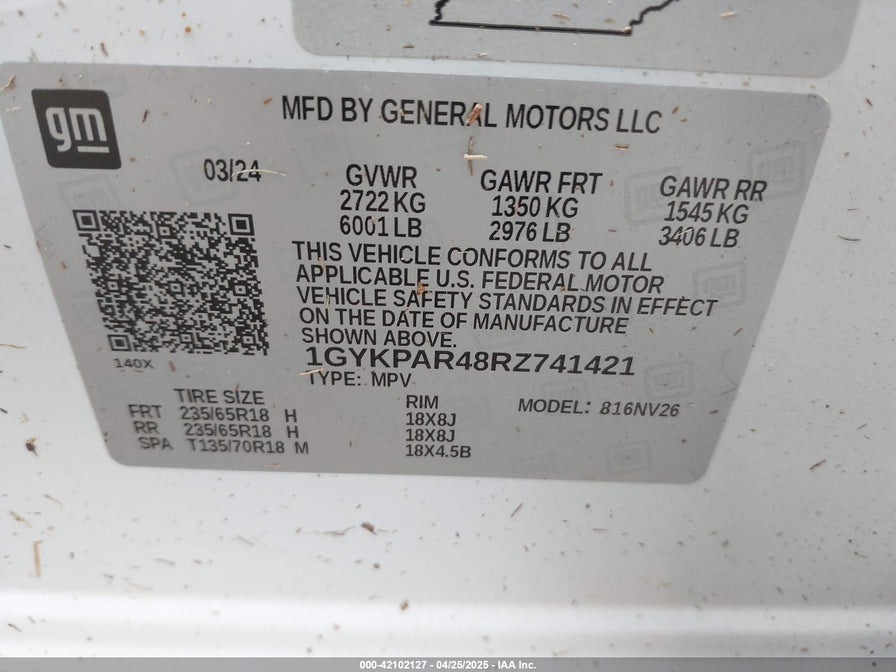 gm
MFD BY GENERAL MOTORS LLC
03/24
GVWR
2722 KG
6001 LB
GAWR FRT
1350 KG
2976 LB
GAWR RR
1545 KG
3406 LB
THIS VEHICLE CONFORMS TO ALL
APPLICABLE U.S. FEDERAL MOTOR
VEHICLE SAFETY STANDARDS IN EFFECT
ON THE DATE OF MANUFACTURE
SHOWN ABOVE.
1GYKPAR48RZ741421
TYPE: MPV
140X
TIRE SIZE
FRT 235/65R18 H
RR 235/65R18 H
SPA T135/70R18 M
RIM
18X8J
18X8J
18X4.5B
MODEL: 816NV26
000-42102127 - 04/25/2025 - IAA Inc.